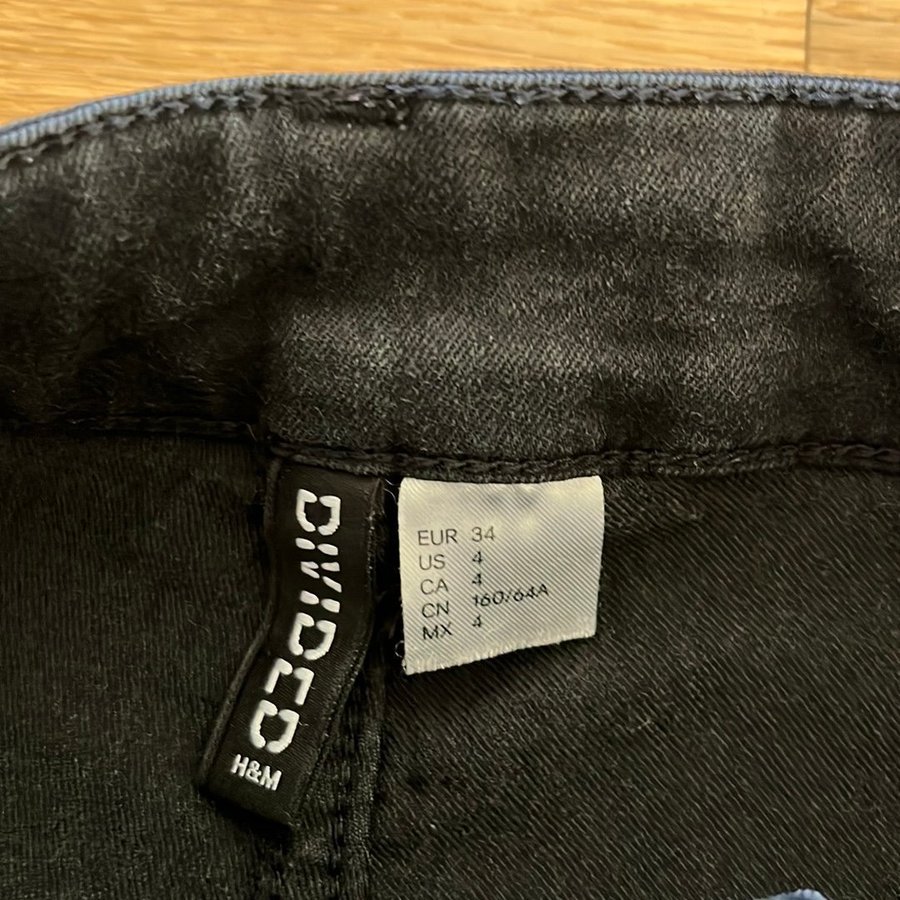 DIVIDED
H&M
EUR 34
US 4
CA 4
CN 160/64A
MX 4